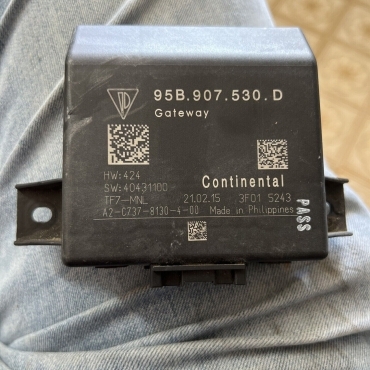 95B.907.530.D
Gateway
HW:424
SW:40431100
TF7-MNL 21.02.15 3F01 5243
Continental
A2-C737-8130-4-00 Made in Philippines
PASS